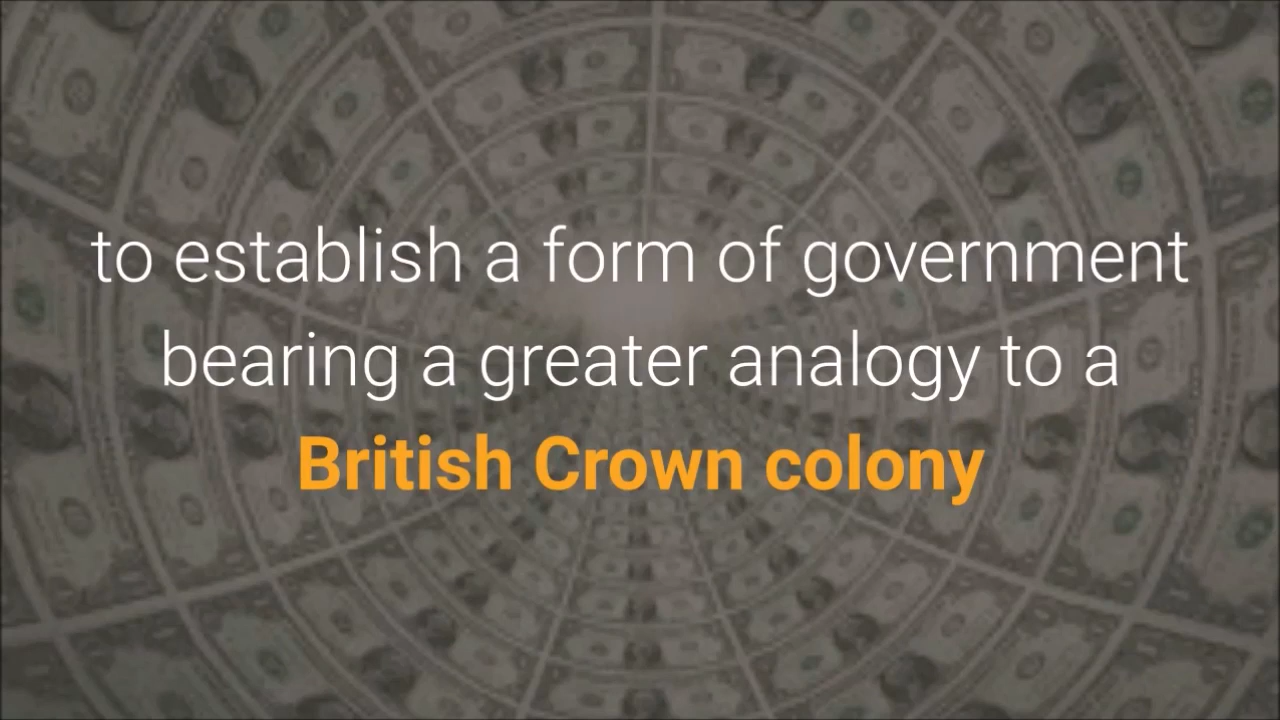 to establish a form of government
bearing a greater analogy to a
British Crown colony